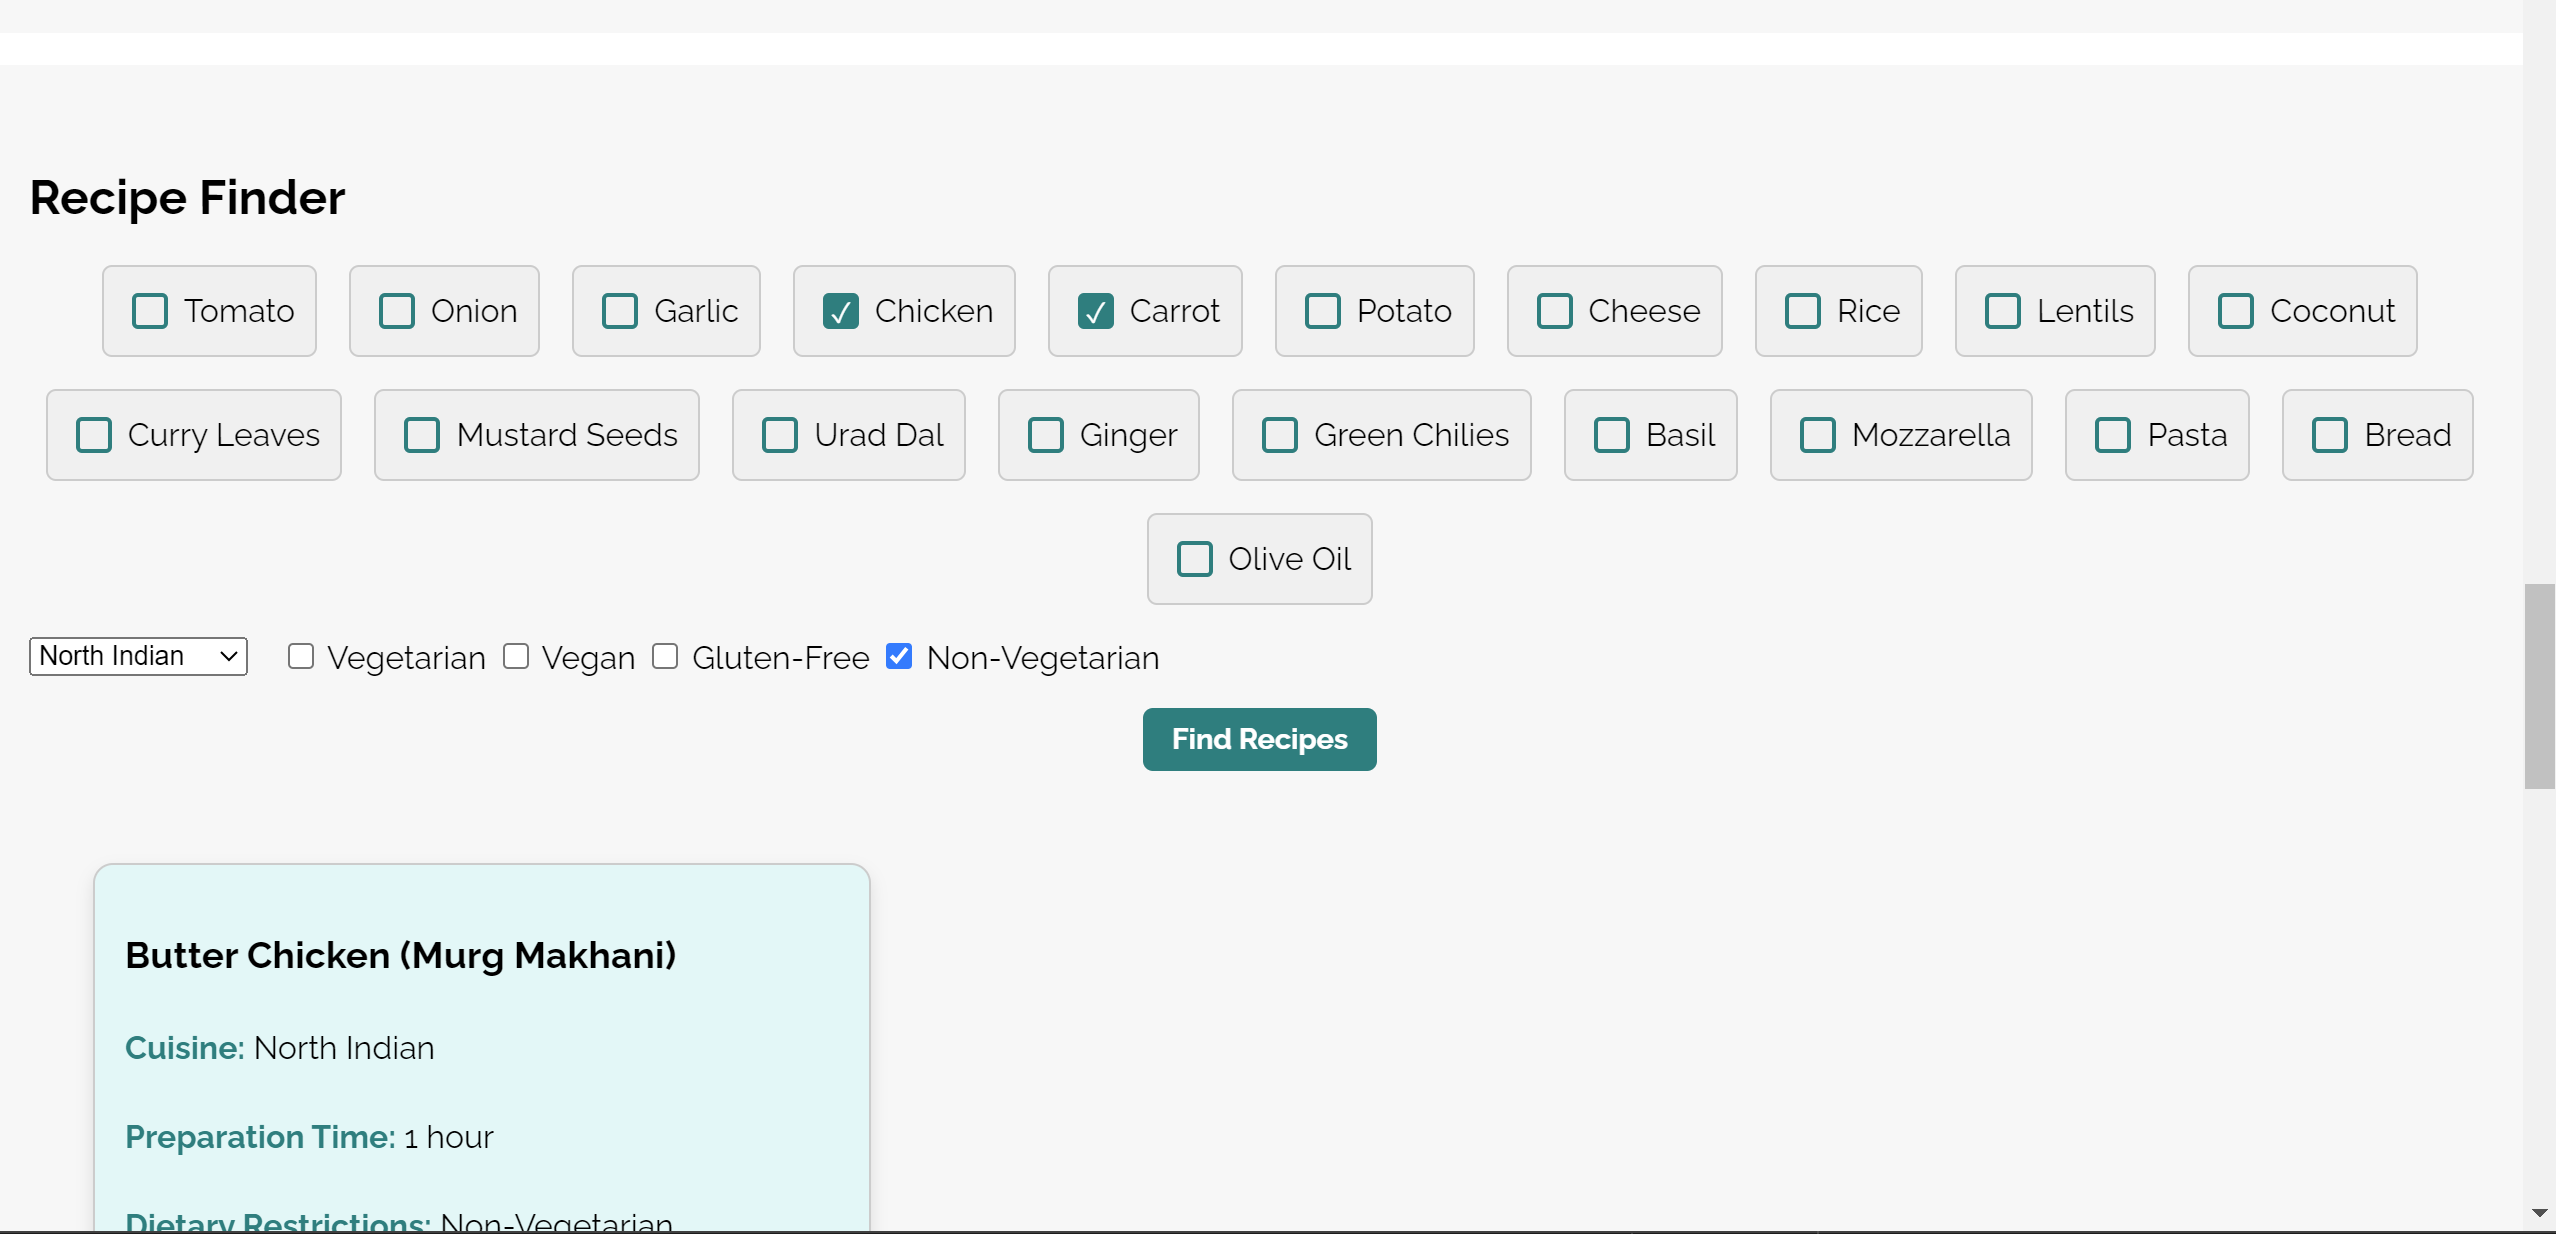 Recipe Finder
Tomato Onion Garlic Chicken Carrot Potato Cheese Rice Lentils Coconut
Curry Leaves Mustard Seeds Urad Dal Ginger Green Chilies Basil Mozzarella Pasta Bread
Olive Oil
North Indian Vegetarian Vegan Gluten-Free Non-Vegetarian
Find Recipes
Butter Chicken (Murg Makhani)
Cuisine: North Indian
Preparation Time: 1 hour
Dietary Restrictions: Non-Vegetarian